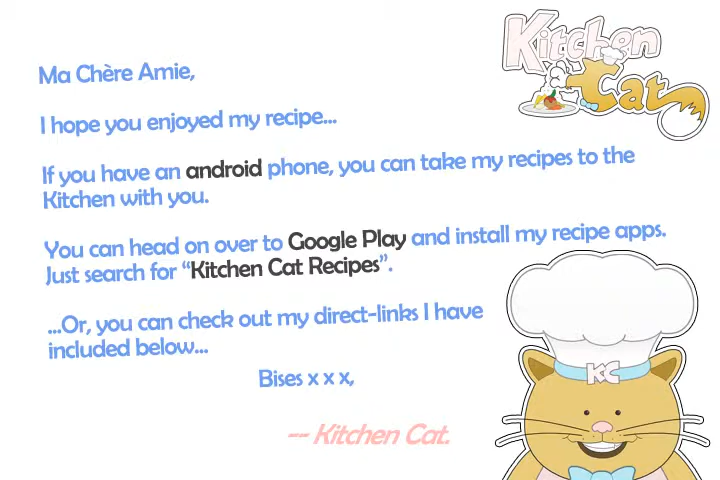 Kitchen
Cat
Ma Chère Amie,
I hope you enjoyed my recipe...
If you have an android phone, you can take my recipes to the
Kitchen with you.
You can head on over to Google Play and install my recipe apps.
Just search for “Kitchen Cat Recipes”.
...Or, you can check out my direct-links I have
included below...
Bises x x x,
-- Kitchen Cat.
KC